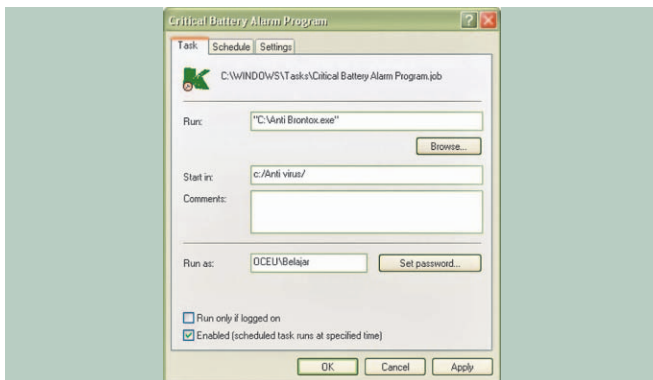 Critical Battery Alarm Program
Task Schedule Settings
C:\WINDOWS\Tasks\Critical Battery Alarm Program.job
Run: "C:\Anti Brontox.exe"
Browse...
Start in: c:/Anti virus/
Comments:
Run as: OCEU\Belajar Set password...
Run only if logged on
Enabled (scheduled task runs at specified time)
OK Cancel Apply